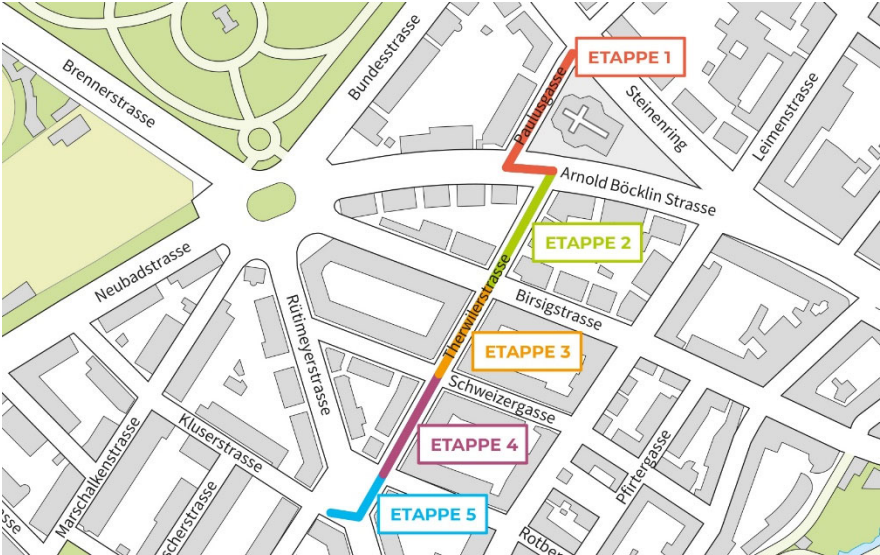 ETAPPE 1
Bundesstrasse
Brennerstrasse
Paulusgasse
Steinenring
Leimenstrasse
Arnold Böcklin Strasse
ETAPPE 2
Neubadstrasse
Birsigstrasse
Therwilerstrasse
Rütimeyerstrasse
ETAPPE 3
Schweizergasse
ETAPPE 4
Kluserstrasse
Pfirtergasse
Marschalkenstrasse
ETAPPE 5